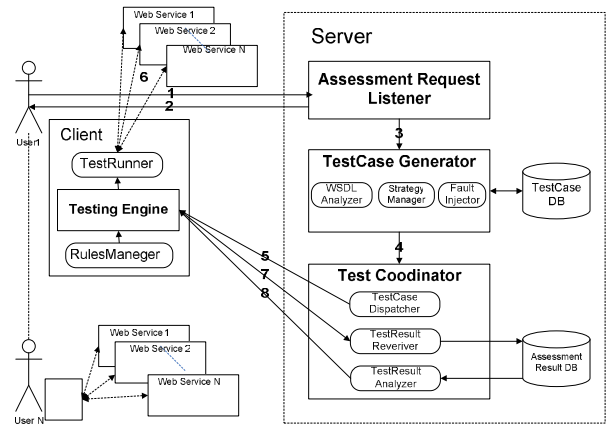 Web Service 1
Web Service 2
Web Service N
6
1
2
User1
Client
TestRunner
Testing Engine
RulesManeger
Server
Assessment Request
Listener
3
TestCase Generator
WSDL
Analyzer
Strategy
Manager
Fault
Injector
TestCase
DB
4
5
7
8
Test Coodinator
TestCase
Dispatcher
TestResult
Reveriver
TestResult
Analyzer
Assessment
Result DB
Web Service 1
Web Service 2
Web Service N
User N